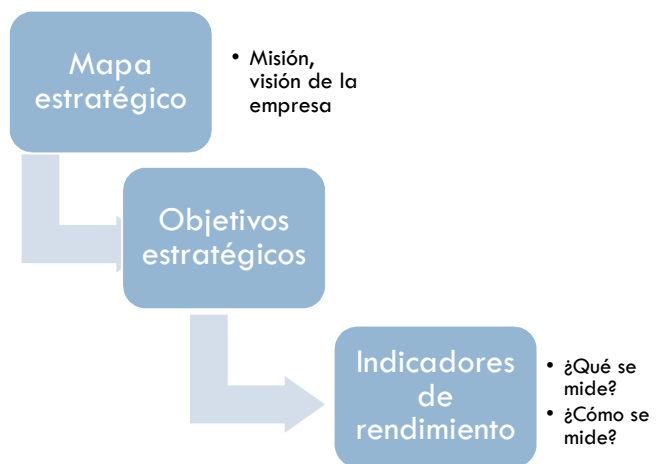 Mapa
estratégico
• Misión,
visión de la
empresa
Objetivos
estratégicos
Indicadores
de
rendimiento
• ¿Qué se
mide?
• ¿Cómo se
mide?